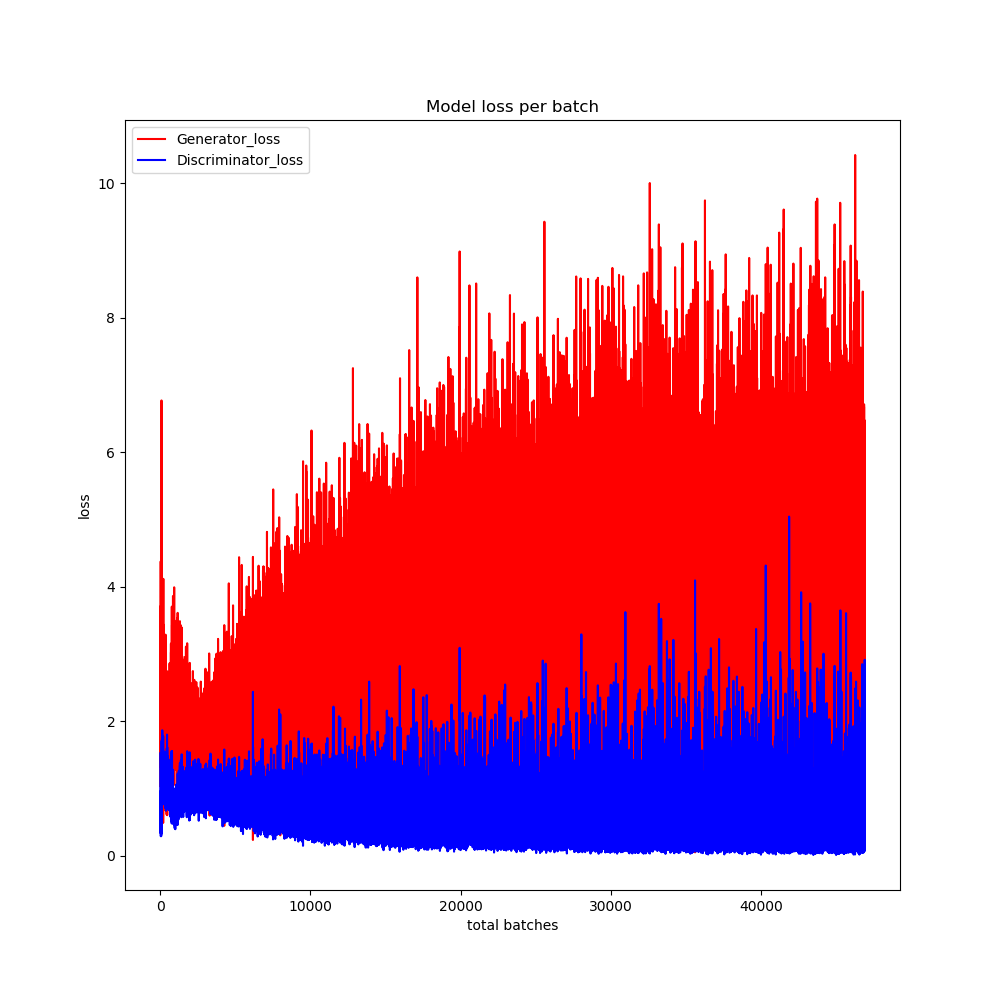 Model loss per batch
Generator_loss
Discriminator_loss
10
8
6
4
2
0
loss
0 10000 20000 30000 40000
total batches